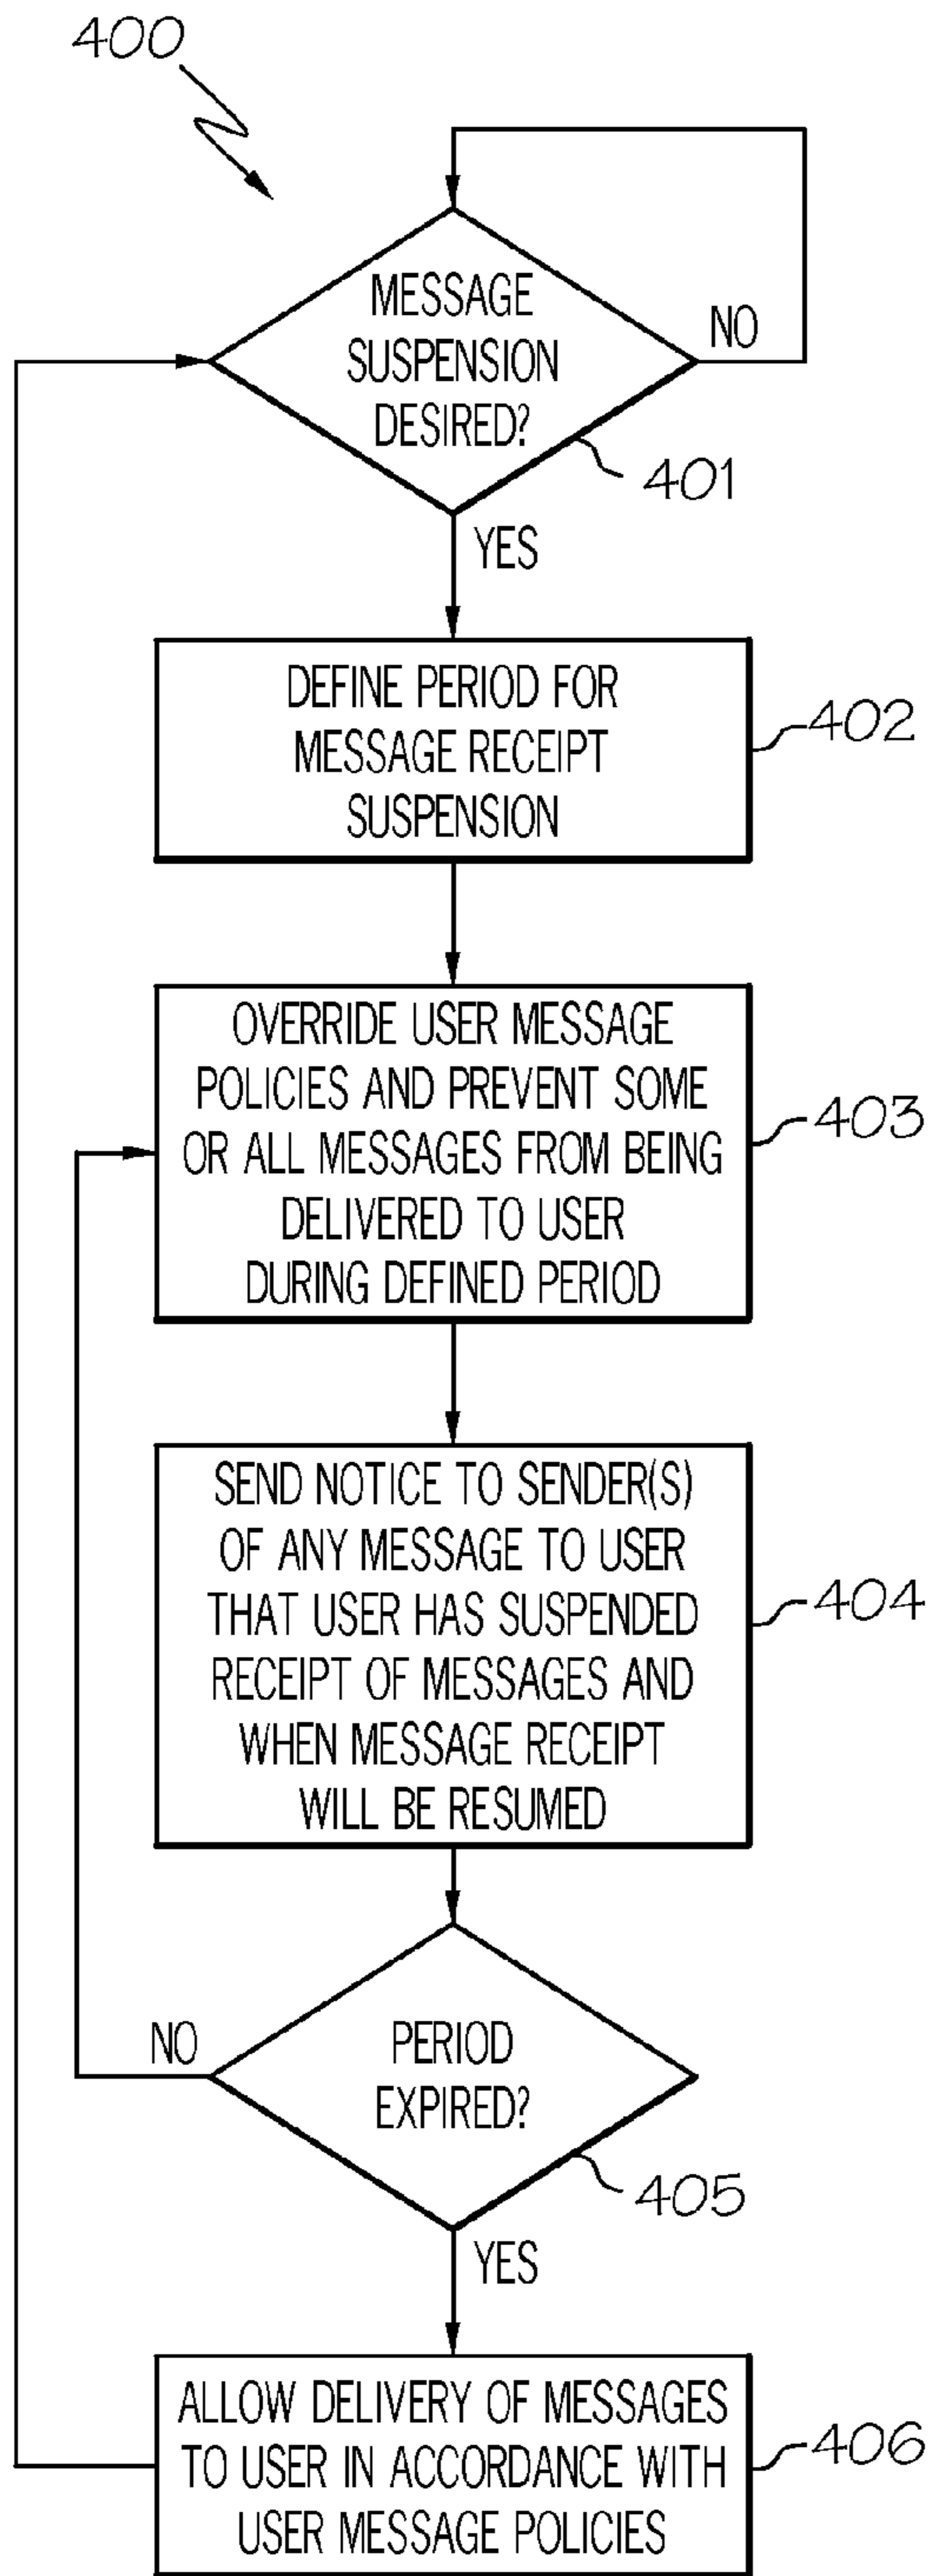 400
MESSAGE
SUSPENSION
DESIRED?
NO
401
YES
DEFINE PERIOD FOR
MESSAGE RECEIPT
SUSPENSION
402
OVERRIDE USER MESSAGE
POLICIES AND PREVENT SOME
OR ALL MESSAGES FROM BEING
DELIVERED TO USER
DURING DEFINED PERIOD
403
SEND NOTICE TO SENDER(S)
OF ANY MESSAGE TO USER
THAT USER HAS SUSPENDED
RECEIPT OF MESSAGES AND
WHEN MESSAGE RECEIPT
WILL BE RESUMED
404
NO
PERIOD
EXPIRED?
405
YES
ALLOW DELIVERY OF MESSAGES
TO USER IN ACCORDANCE WITH
USER MESSAGE POLICIES
406